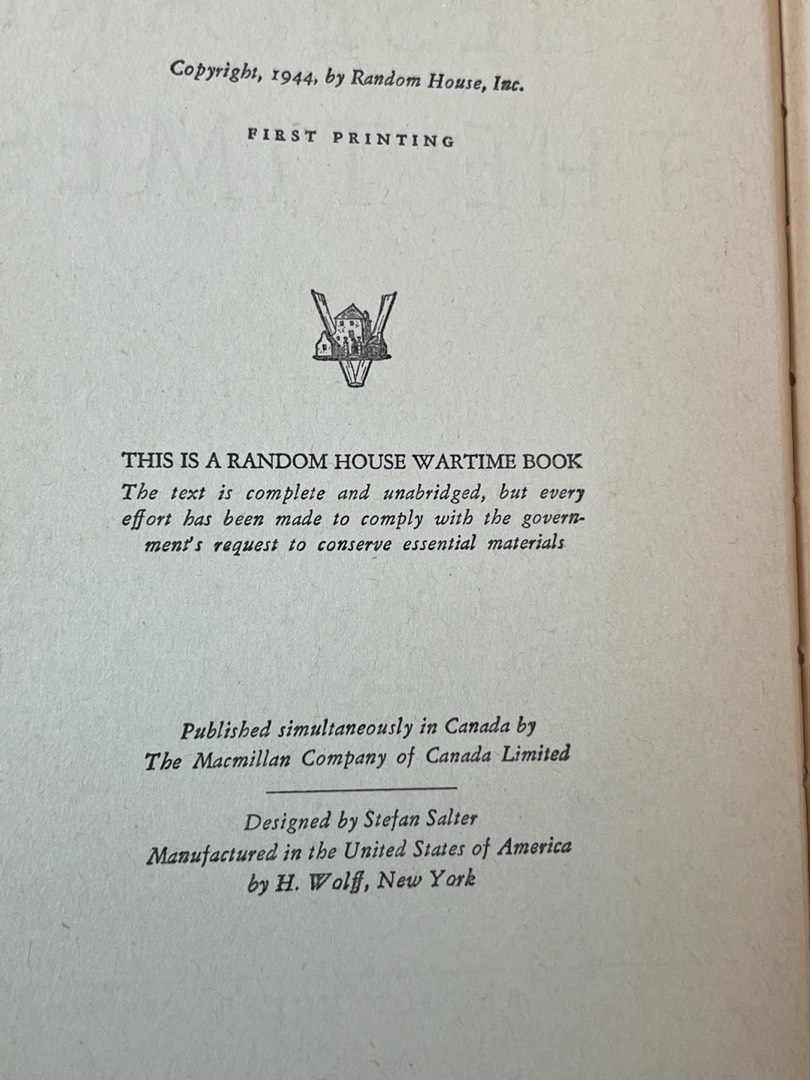 Copyright, 1944, by Random House, Inc.
FIRST PRINTING
THIS IS A RANDOM HOUSE WARTIME BOOK
The text is complete and unabridged, but every
effort has been made to comply with the govern-
ment's request to conserve essential materials
Published simultaneously in Canada by
The Macmillan Company of Canada Limited
Designed by Stefan Salter
Manufactured in the United States of America
by H. Wolff, New York